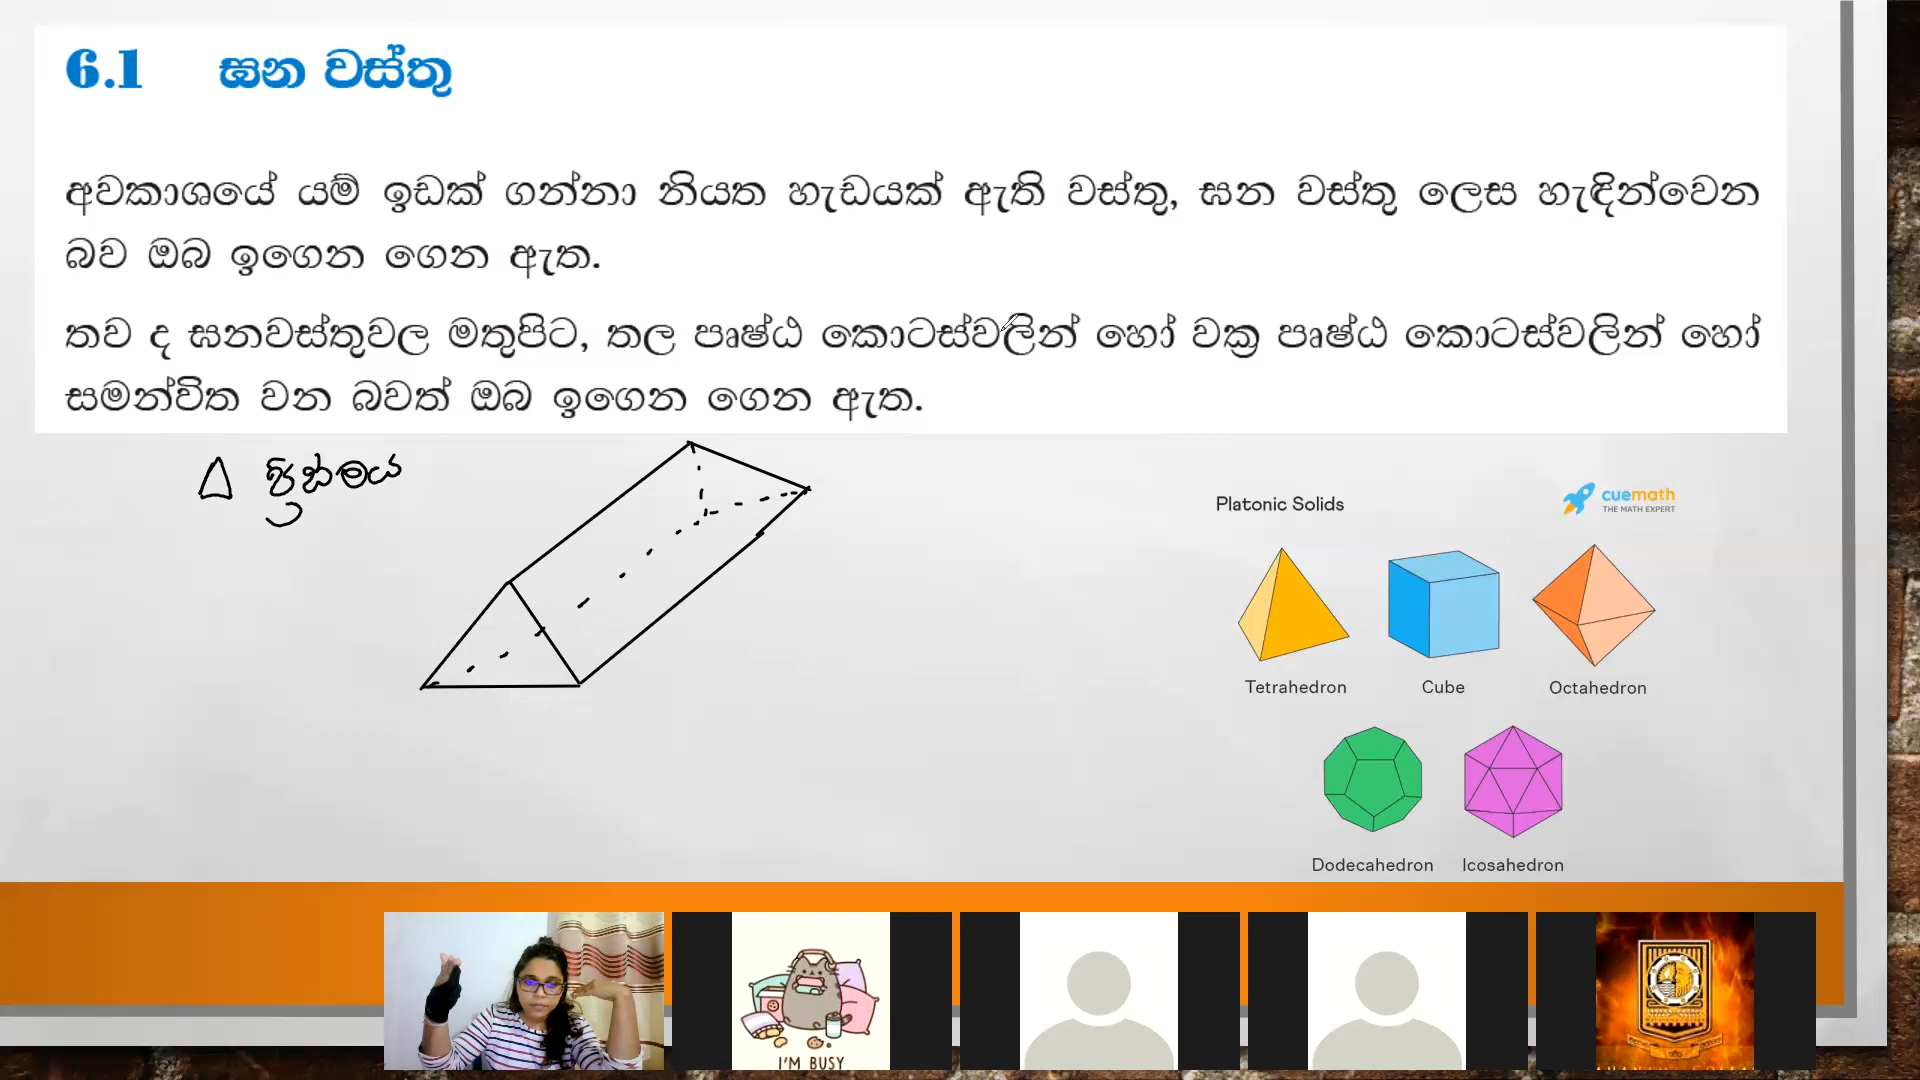 6.1 ඝන වස්තු
අවකාශයේ යම් ඉඩක් ගන්නා නියත හැඩයක් ඇති වස්තු, ඝන වස්තු ලෙස හැඳින්වෙන
බව ඔබ ඉගෙන ගෙන ඇත.
තව ද ඝනවස්තුවල මතුපිට, තල පෘෂ්ඨ කොටස්වලින් හෝ වක්‍ර පෘෂ්ඨ කොටස්වලින් හෝ
සමන්විත වන බවත් ඔබ ඉගෙන ගෙන ඇත.
Δ ප්‍රිස්මය
Platonic Solids
cuemath
THE MATH EXPERT
Tetrahedron Cube Octahedron
Dodecahedron Icosahedron
I'M BUSY